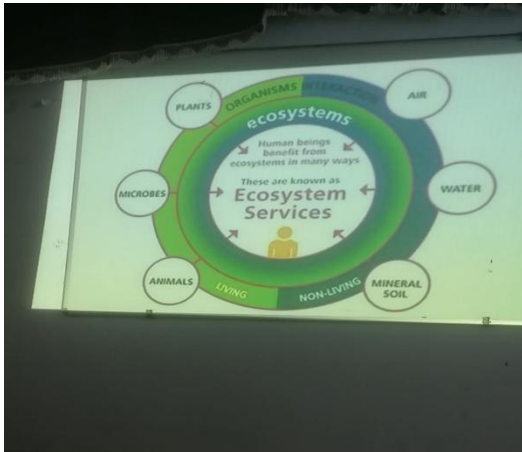 ORGANISMS INTERACTION
PLANTS
AIR
ecosystems
Human beings
benefit from
ecosystems in many ways
These are known as
Ecosystem
Services
MICROBES
WATER
ANIMALS
LIVING
NON-LIVING
MINERAL
SOIL